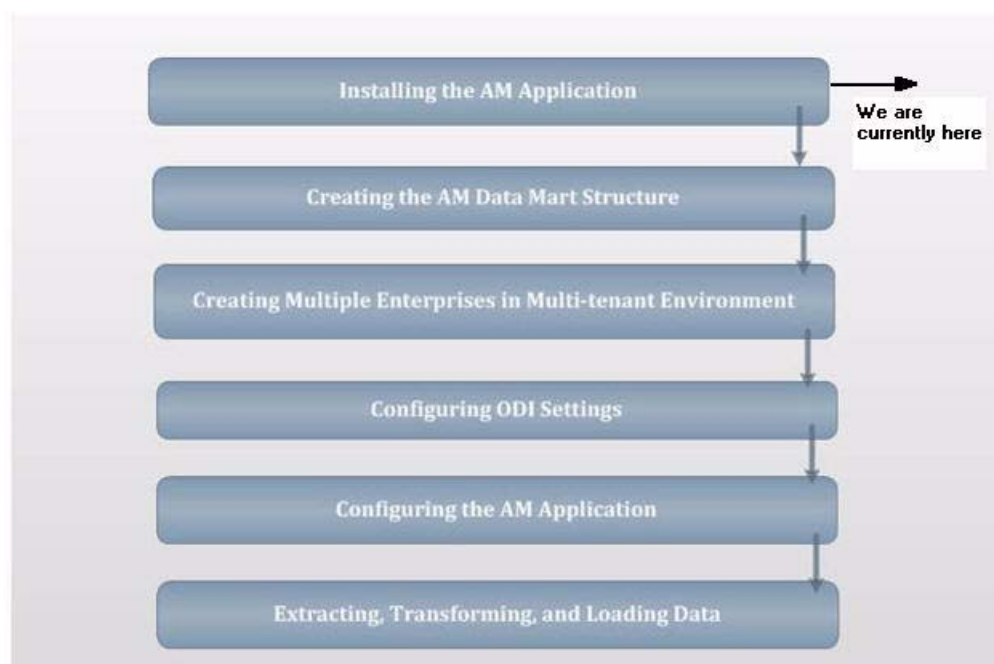 Installing the AM Application
We are
currently here
Creating the AM Data Mart Structure
Creating Multiple Enterprises in Multi-tenant Environment
Configuring ODI Settings
Configuring the AM Application
Extracting, Transforming, and Loading Data